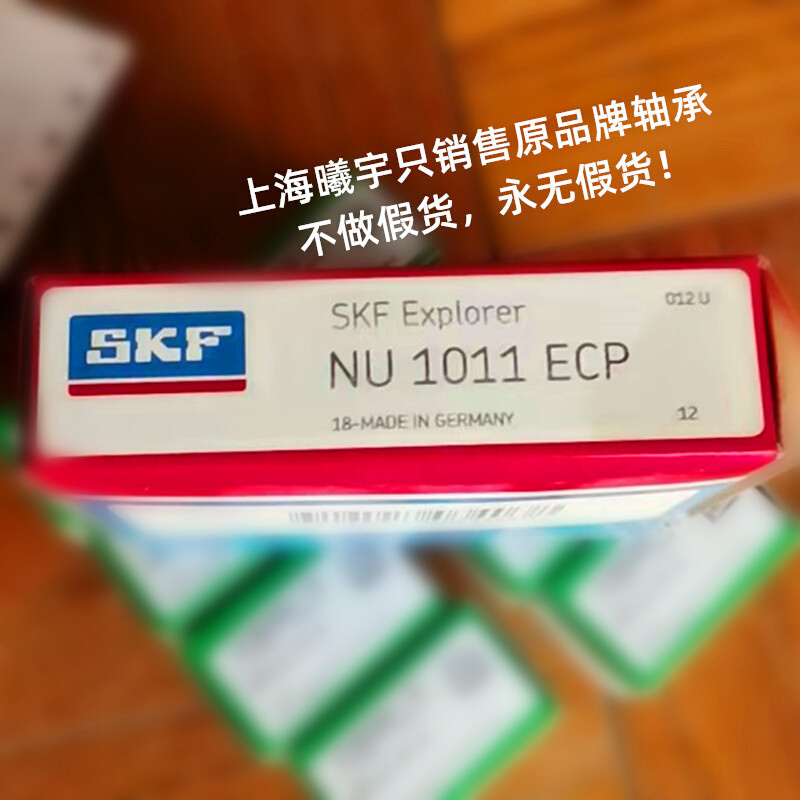 上海曦宇只销售原品牌轴承
不做假货，永无假货！
SKF
SKF Explorer
012 U
NU 1011 ECP
18-MADE IN GERMANY
12